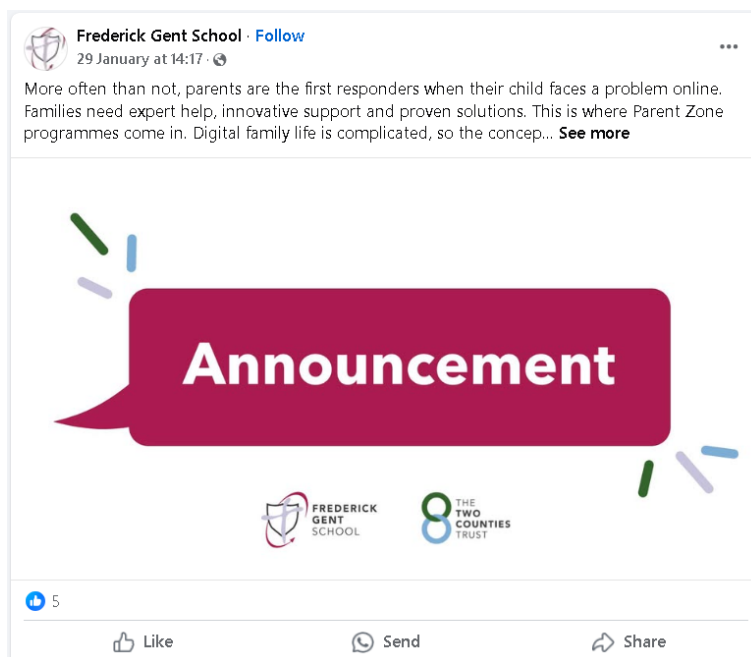 Frederick Gent School · Follow
29 January at 14:17 ·
More often than not, parents are the first responders when their child faces a problem online.
Families need expert help, innovative support and proven solutions. This is where Parent Zone
programmes come in. Digital family life is complicated, so the concep... See more
Announcement
FREDERICK
GENT
SCHOOL
THE
TWO
COUNTIES
TRUST
5
Like
Send
Share